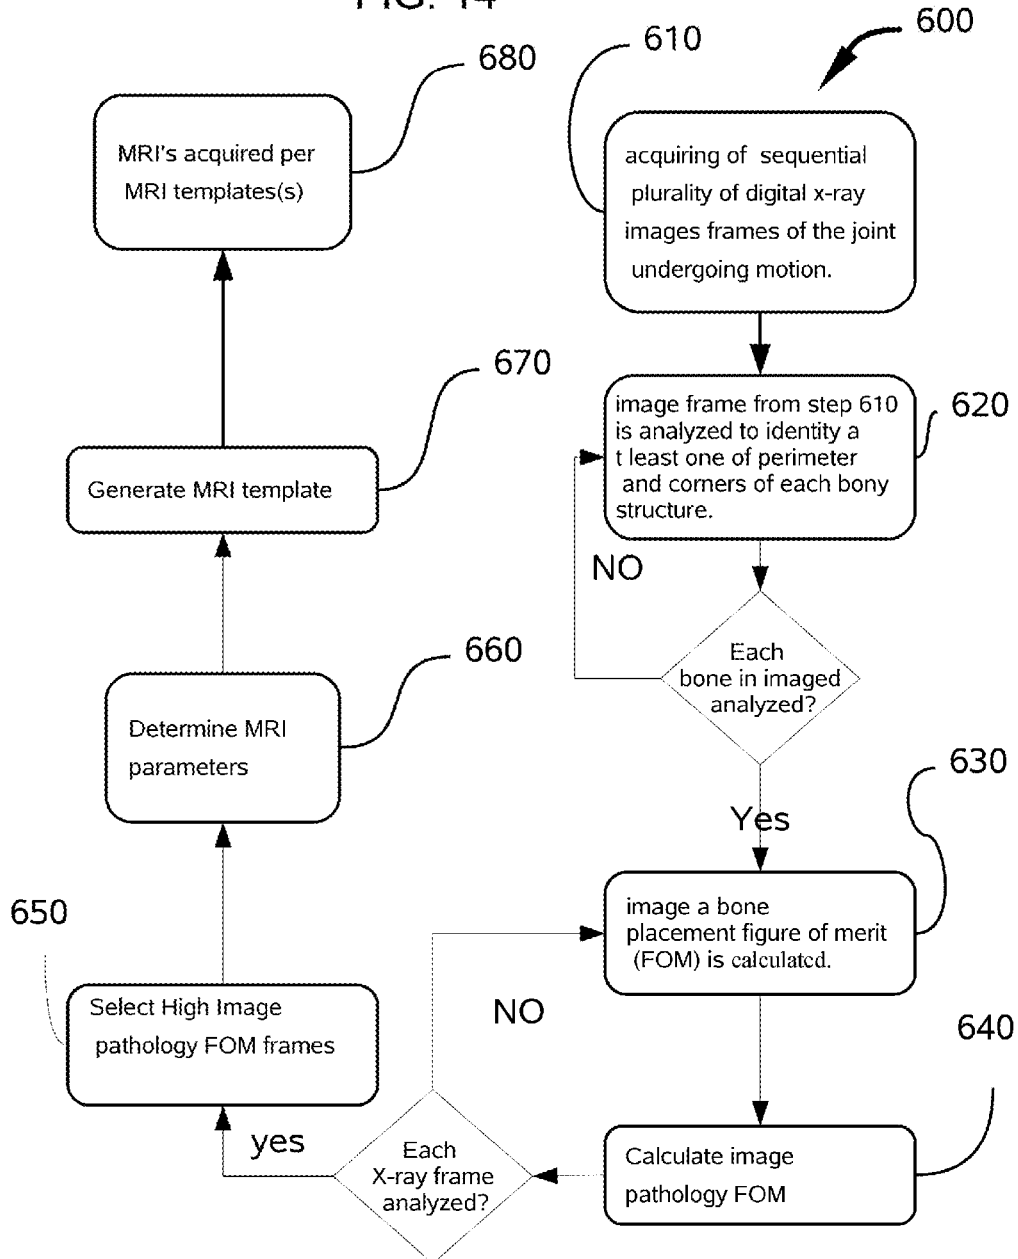 FIG. 14
600
610
acquiring of sequential
plurality of digital x-ray
images frames of the joint
undergoing motion.
620
image frame from step 610
is analyzed to identity a
t least one of perimeter
and corners of each bony
structure.
NO
Each
bone in imaged
analyzed?
Yes
630
image a bone
placement figure of merit
(FOM) is calculated.
NO
640
Calculate image
pathology FOM
Each
X-ray frame
analyzed?
yes
650
Select High Image
pathology FOM frames
660
Determine MRI
parameters
670
Generate MRI template
680
MRI's acquired per
MRI templates(s)